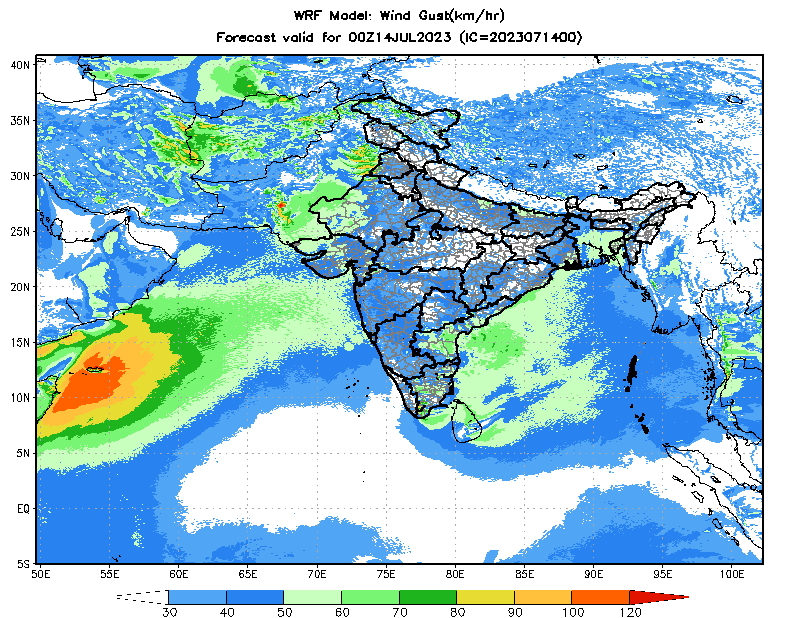 WRF Model: Wind Gust(km/hr)
Forecast valid for 00Z14JUL2023 (IC=2023071400)
40N
35N
30N
25N
20N
15N
10N
5N
EQ
5S
50E 55E 60E 65E 70E 75E 80E 85E 90E 95E 100E
30 40 50 60 70 80 90 100 120